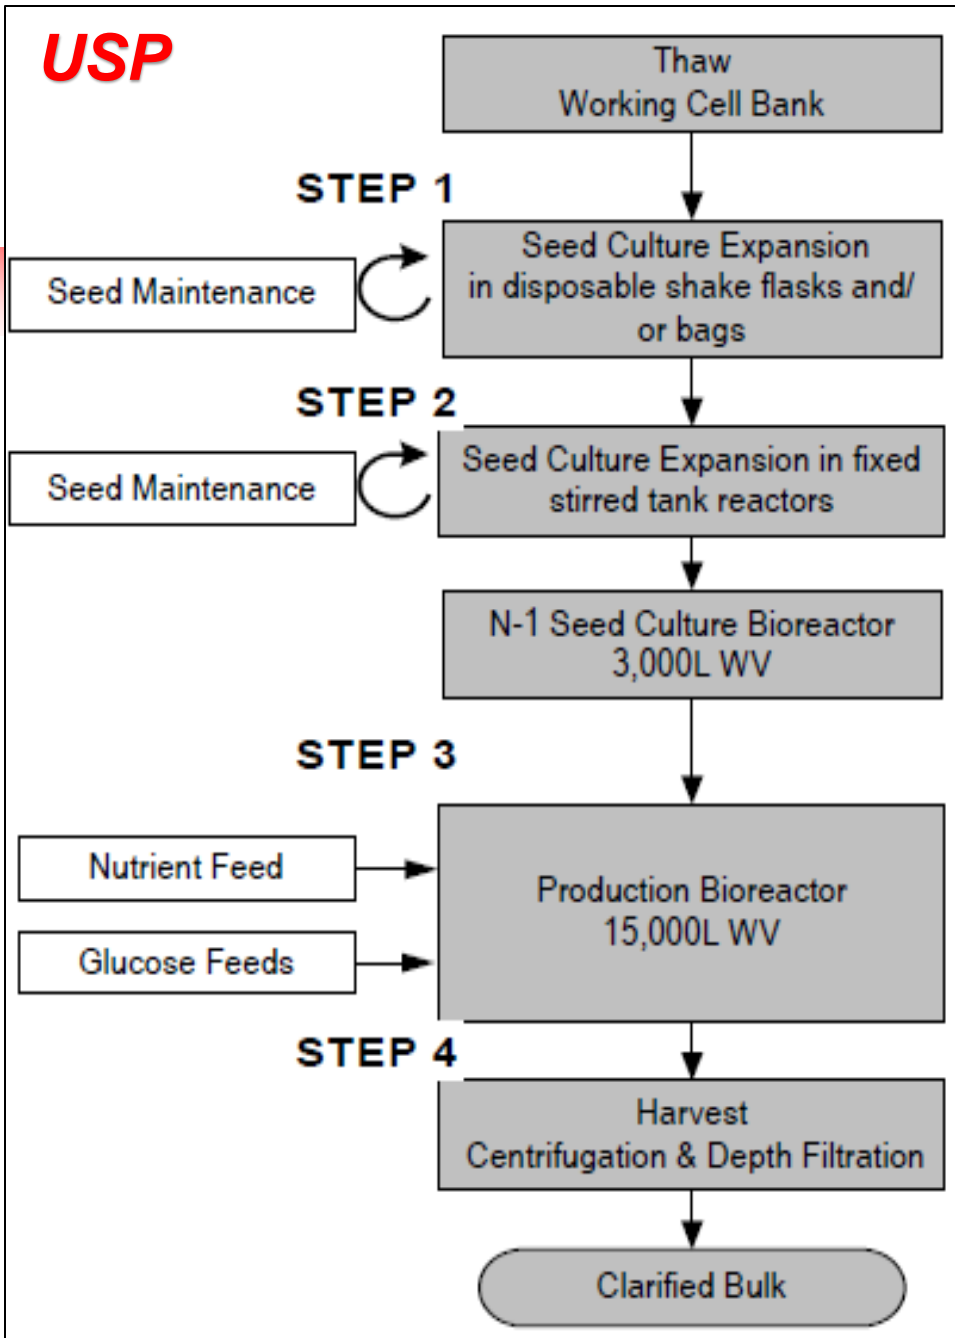 USP
Thaw
Working Cell Bank
STEP 1
Seed Culture Expansion
in disposable shake flasks and/
or bags
Seed Maintenance
STEP 2
Seed Culture Expansion in fixed
stirred tank reactors
Seed Maintenance
N-1 Seed Culture Bioreactor
3,000L WV
STEP 3
Nutrient Feed
Production Bioreactor
15,000L WV
Glucose Feeds
STEP 4
Harvest
Centrifugation & Depth Filtration
Clarified Bulk